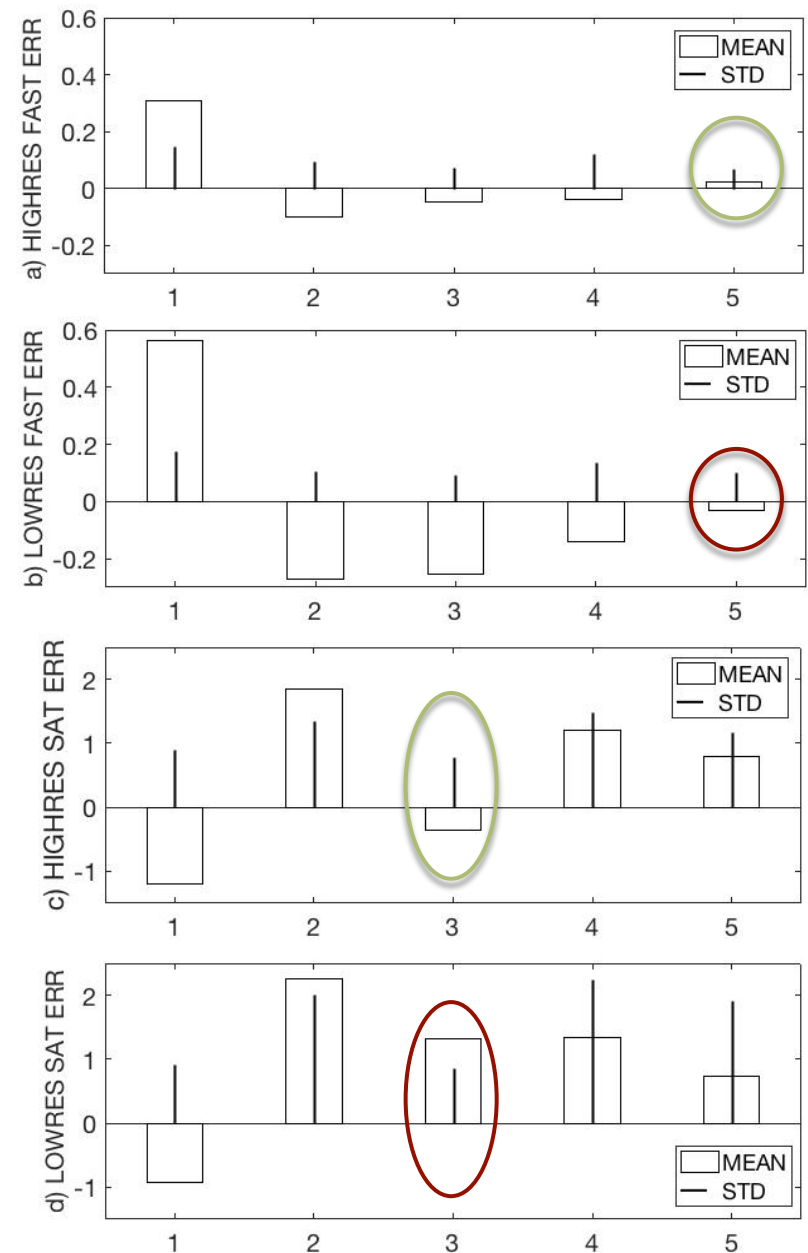 a) HIGHRES FAST ERR
0.6
0.4
0.2
0
-0.2
MEAN
STD
1 2 3 4 5
b) LOWRES FAST ERR
0.6
0.4
0.2
0
-0.2
MEAN
STD
1 2 3 4 5
c) HIGHRES SAT ERR
2
1
0
-1
MEAN
STD
1 2 3 4 5
d) LOWRES SAT ERR
2
1
0
-1
MEAN
STD
1 2 3 4 5